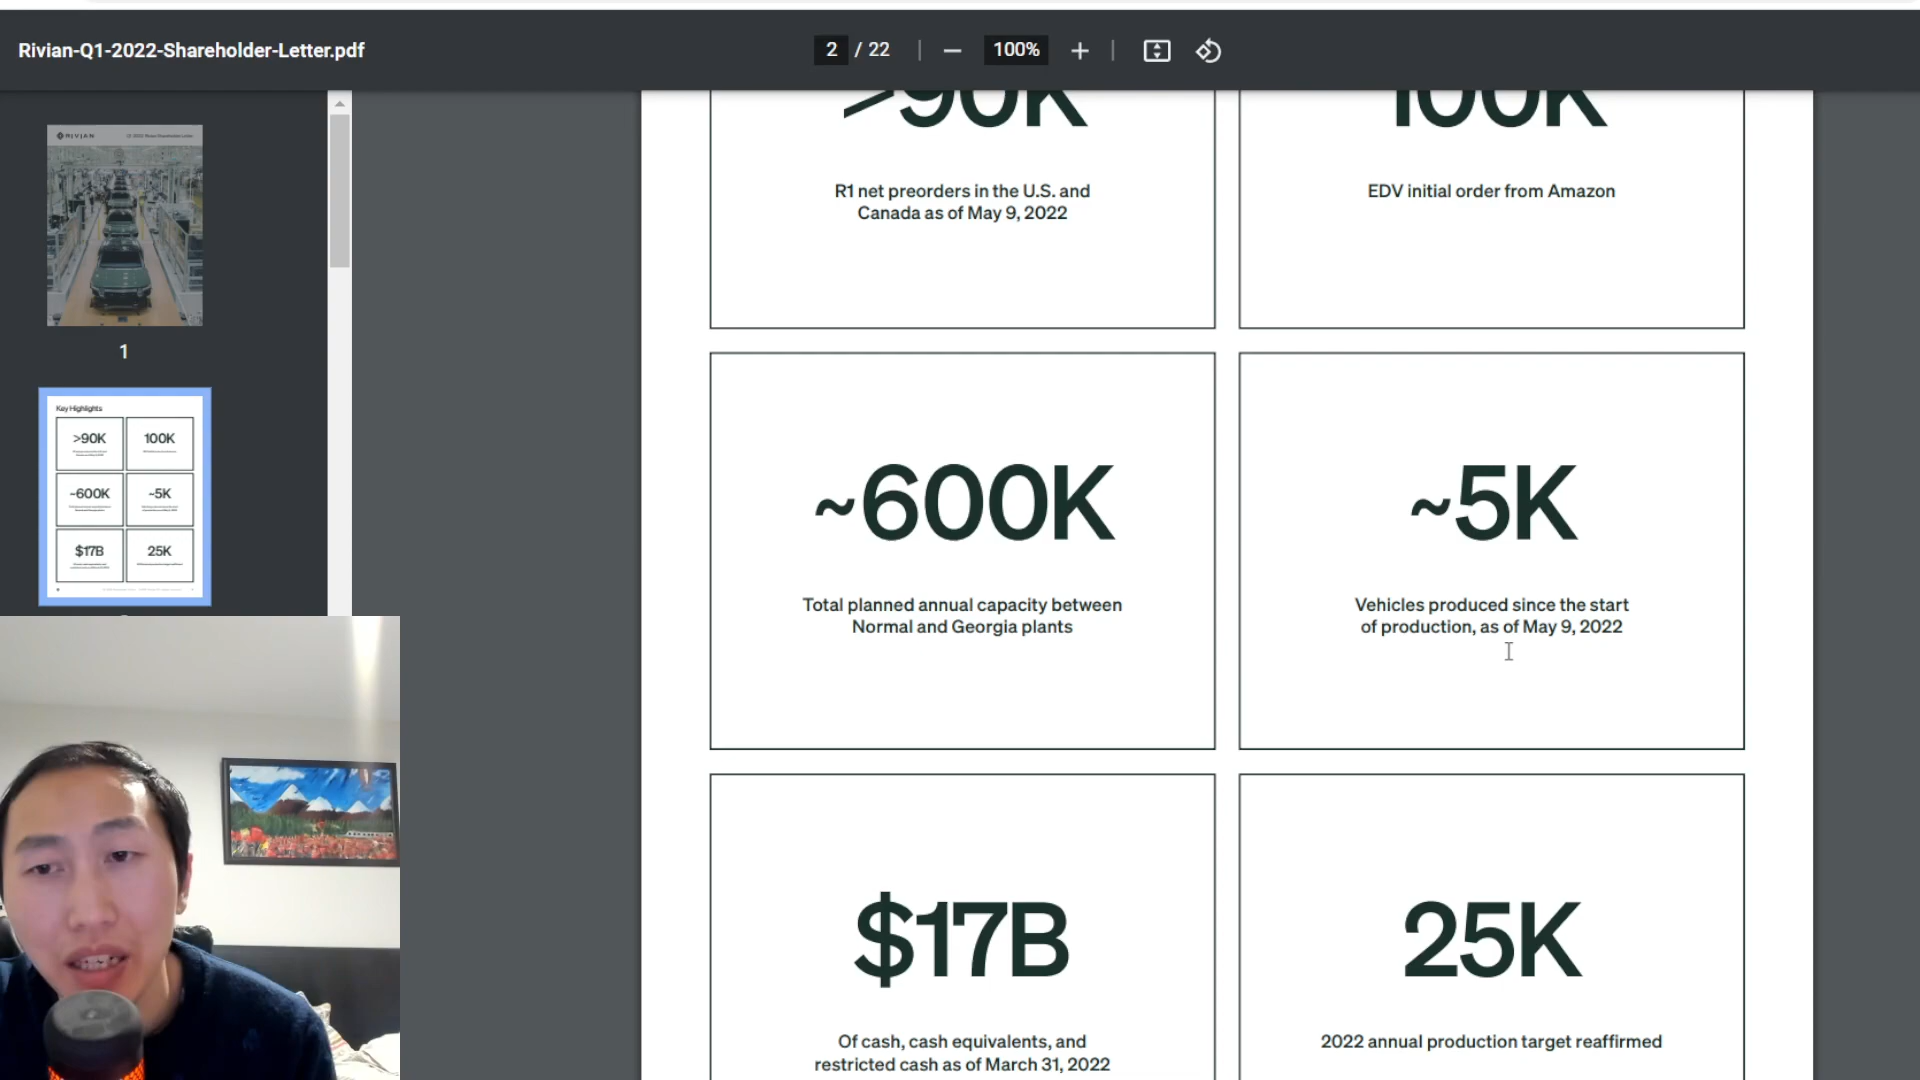 Rivian-Q1-2022-Shareholder-Letter.pdf
2 / 22
100%
RIVIAN
1
Key Highlights
>90K
100K
~600K
~5K
$17B
25K
>90K
100K
R1 net preorders in the U.S. and
Canada as of May 9, 2022
EDV initial order from Amazon
~600K
~5K
Total planned annual capacity between
Normal and Georgia plants
Vehicles produced since the start
of production, as of May 9, 2022
$17B
25K
Of cash, cash equivalents, and
restricted cash as of March 31, 2022
2022 annual production target reaffirmed